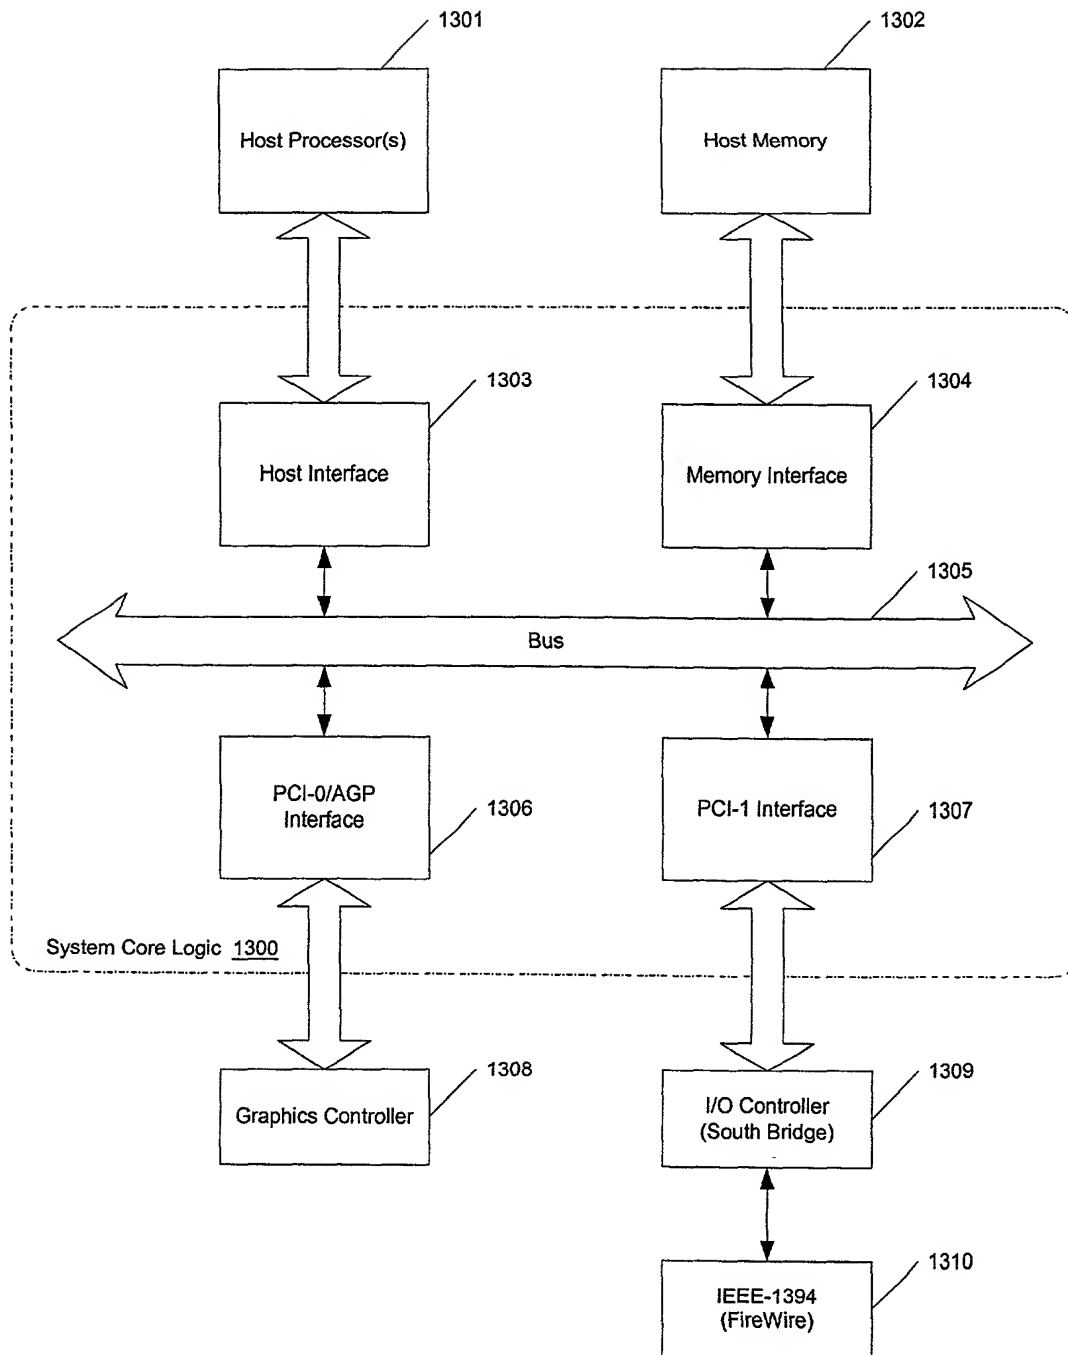 1301
1302
Host Processor(s)
Host Memory
1303
1304
Host Interface
Memory Interface
1305
Bus
PCI-0/AGP
Interface
1306
PCI-1 Interface
1307
System Core Logic 1300
1308
1309
Graphics Controller
I/O Controller
(South Bridge)
1310
IEEE-1394
(FireWire)